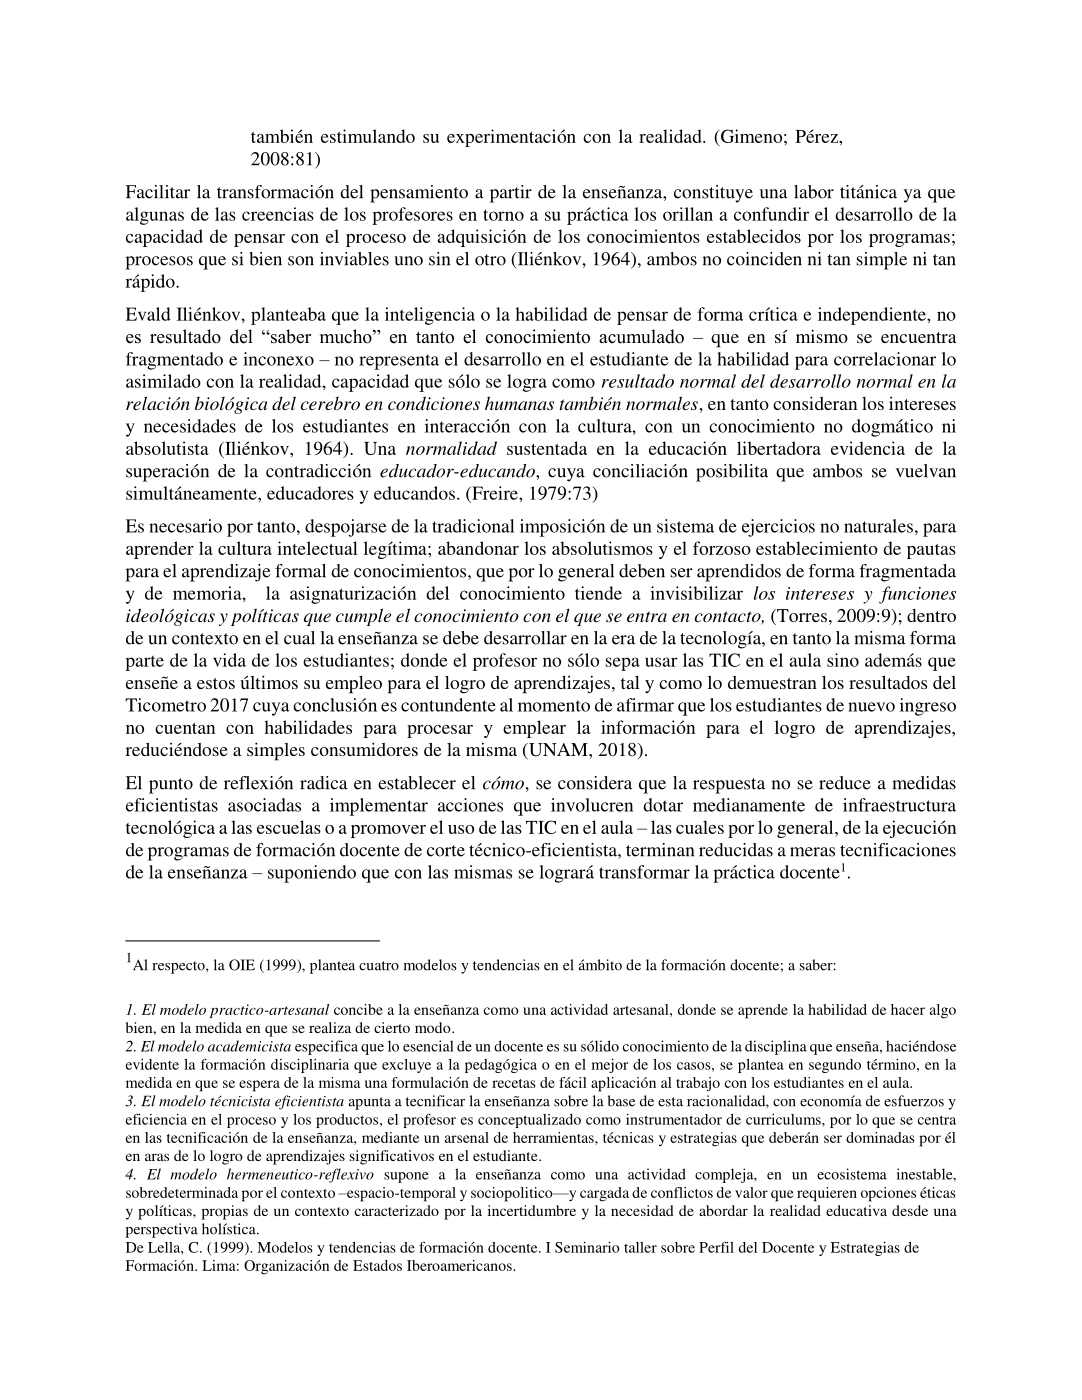 también estimulando su experimentación con la realidad. (Gimeno; Pérez,
2008:81)
Facilitar la transformación del pensamiento a partir de la enseñanza, constituye una labor titánica ya que
algunas de las creencias de los profesores en torno a su práctica los orillan a confundir el desarrollo de la
capacidad de pensar con el proceso de adquisición de los conocimientos establecidos por los programas;
procesos que si bien son inviables uno sin el otro (Iliénkov, 1964), ambos no coinciden ni tan simple ni tan
rápido.
Evald Iliénkov, planteaba que la inteligencia o la habilidad de pensar de forma crítica e independiente, no
es resultado del “saber mucho” en tanto el conocimiento acumulado – que en sí mismo se encuentra
fragmentado e inconexo – no representa el desarrollo en el estudiante de la habilidad para correlacionar lo
asimilado con la realidad, capacidad que sólo se logra como resultado normal del desarrollo normal en la
relación biológica del cerebro en condiciones humanas también normales, en tanto consideran los intereses
y necesidades de los estudiantes en interacción con la cultura, con un conocimiento no dogmático ni
absolutista (Iliénkov, 1964). Una normalidad sustentada en la educación libertadora evidencia de la
superación de la contradicción educador-educando, cuya conciliación posibilita que ambos se vuelvan
simultáneamente, educadores y educandos. (Freire, 1979:73)
Es necesario por tanto, despojarse de la tradicional imposición de un sistema de ejercicios no naturales, para
aprender la cultura intelectual legítima; abandonar los absolutismos y el forzoso establecimiento de pautas
para el aprendizaje formal de conocimientos, que por lo general deben ser aprendidos de forma fragmentada
y de memoria, la asignaturización del conocimiento tiende a invisibilizar los intereses y funciones
ideológicas y políticas que cumple el conocimiento con el que se entra en contacto, (Torres, 2009:9); dentro
de un contexto en el cual la enseñanza se debe desarrollar en la era de la tecnología, en tanto la misma forma
parte de la vida de los estudiantes; donde el profesor no sólo sepa usar las TIC en el aula sino además que
enseñe a estos últimos su empleo para el logro de aprendizajes, tal y como lo demuestran los resultados del
Ticometro 2017 cuya conclusión es contundente al momento de afirmar que los estudiantes de nuevo ingreso
no cuentan con habilidades para procesar y emplear la información para el logro de aprendizajes,
reduciéndose a simples consumidores de la misma (UNAM, 2018).
El punto de reflexión radica en establecer el cómo, se considera que la respuesta no se reduce a medidas
eficientistas asociadas a implementar acciones que involucren dotar medianamente de infraestructura
tecnológica a las escuelas o a promover el uso de las TIC en el aula – las cuales por lo general, de la ejecución
de programas de formación docente de corte técnico-eficientista, terminan reducidas a meras tecnificaciones
de la enseñanza – suponiendo que con las mismas se logrará transformar la práctica docente1.
1Al respecto, la OIE (1999), plantea cuatro modelos y tendencias en el ámbito de la formación docente; a saber:
1. El modelo practico-artesanal concibe a la enseñanza como una actividad artesanal, donde se aprende la habilidad de hacer algo
bien, en la medida en que se realiza de cierto modo.
2. El modelo academicista especifica que lo esencial de un docente es su sólido conocimiento de la disciplina que enseña, haciéndose
evidente la formación disciplinaria que excluye a la pedagógica o en el mejor de los casos, se plantea en segundo término, en la
medida en que se espera de la misma una formulación de recetas de fácil aplicación al trabajo con los estudiantes en el aula.
3. El modelo técnicista eficientista apunta a tecnificar la enseñanza sobre la base de esta racionalidad, con economía de esfuerzos y
eficiencia en el proceso y los productos, el profesor es conceptualizado como instrumentador de curriculums, por lo que se centra
en las tecnificación de la enseñanza, mediante un arsenal de herramientas, técnicas y estrategias que deberán ser dominadas por él
en aras de lo logro de aprendizajes significativos en el estudiante.
4. El modelo hermeneutico-reflexivo supone a la enseñanza como una actividad compleja, en un ecosistema inestable,
sobredeterminada por el contexto –espacio-temporal y sociopolitico—y cargada de conflictos de valor que requieren opciones éticas
y políticas, propias de un contexto caracterizado por la incertidumbre y la necesidad de abordar la realidad educativa desde una
perspectiva holística.
De Lella, C. (1999). Modelos y tendencias de formación docente. I Seminario taller sobre Perfil del Docente y Estrategias de
Formación. Lima: Organización de Estados Iberoamericanos.